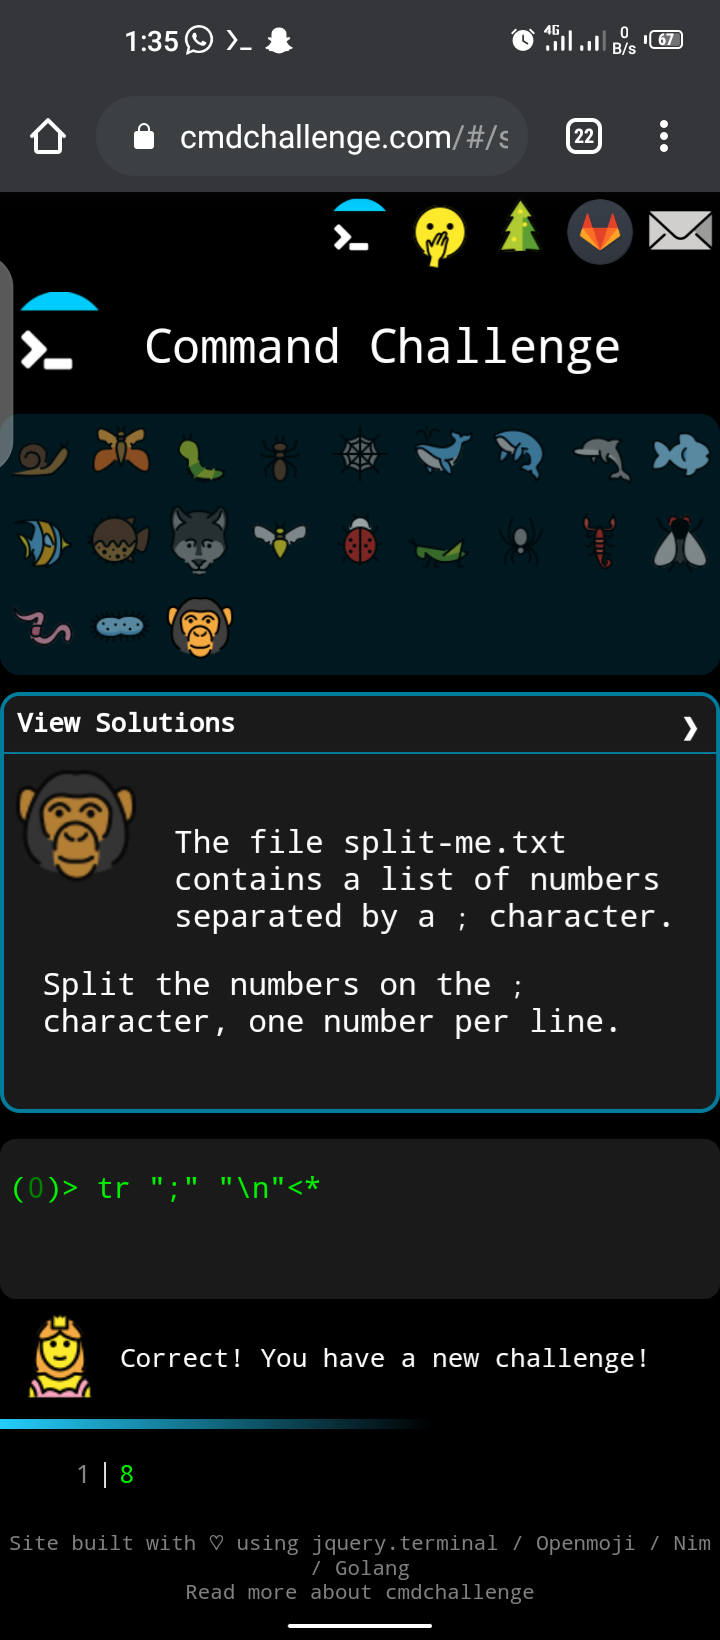 1:35
4G
0
B/s
67
cmdchallenge.com/#/s
22
Command Challenge
View Solutions
The file split-me.txt
contains a list of numbers
separated by a ; character.
Split the numbers on the ;
character, one number per line.
(0)> tr ";" "\n"<*
Correct! You have a new challenge!
1 | 8
Site built with ♡ using jquery.terminal / Openmoji / Nim
/ Golang
Read more about cmdchallenge